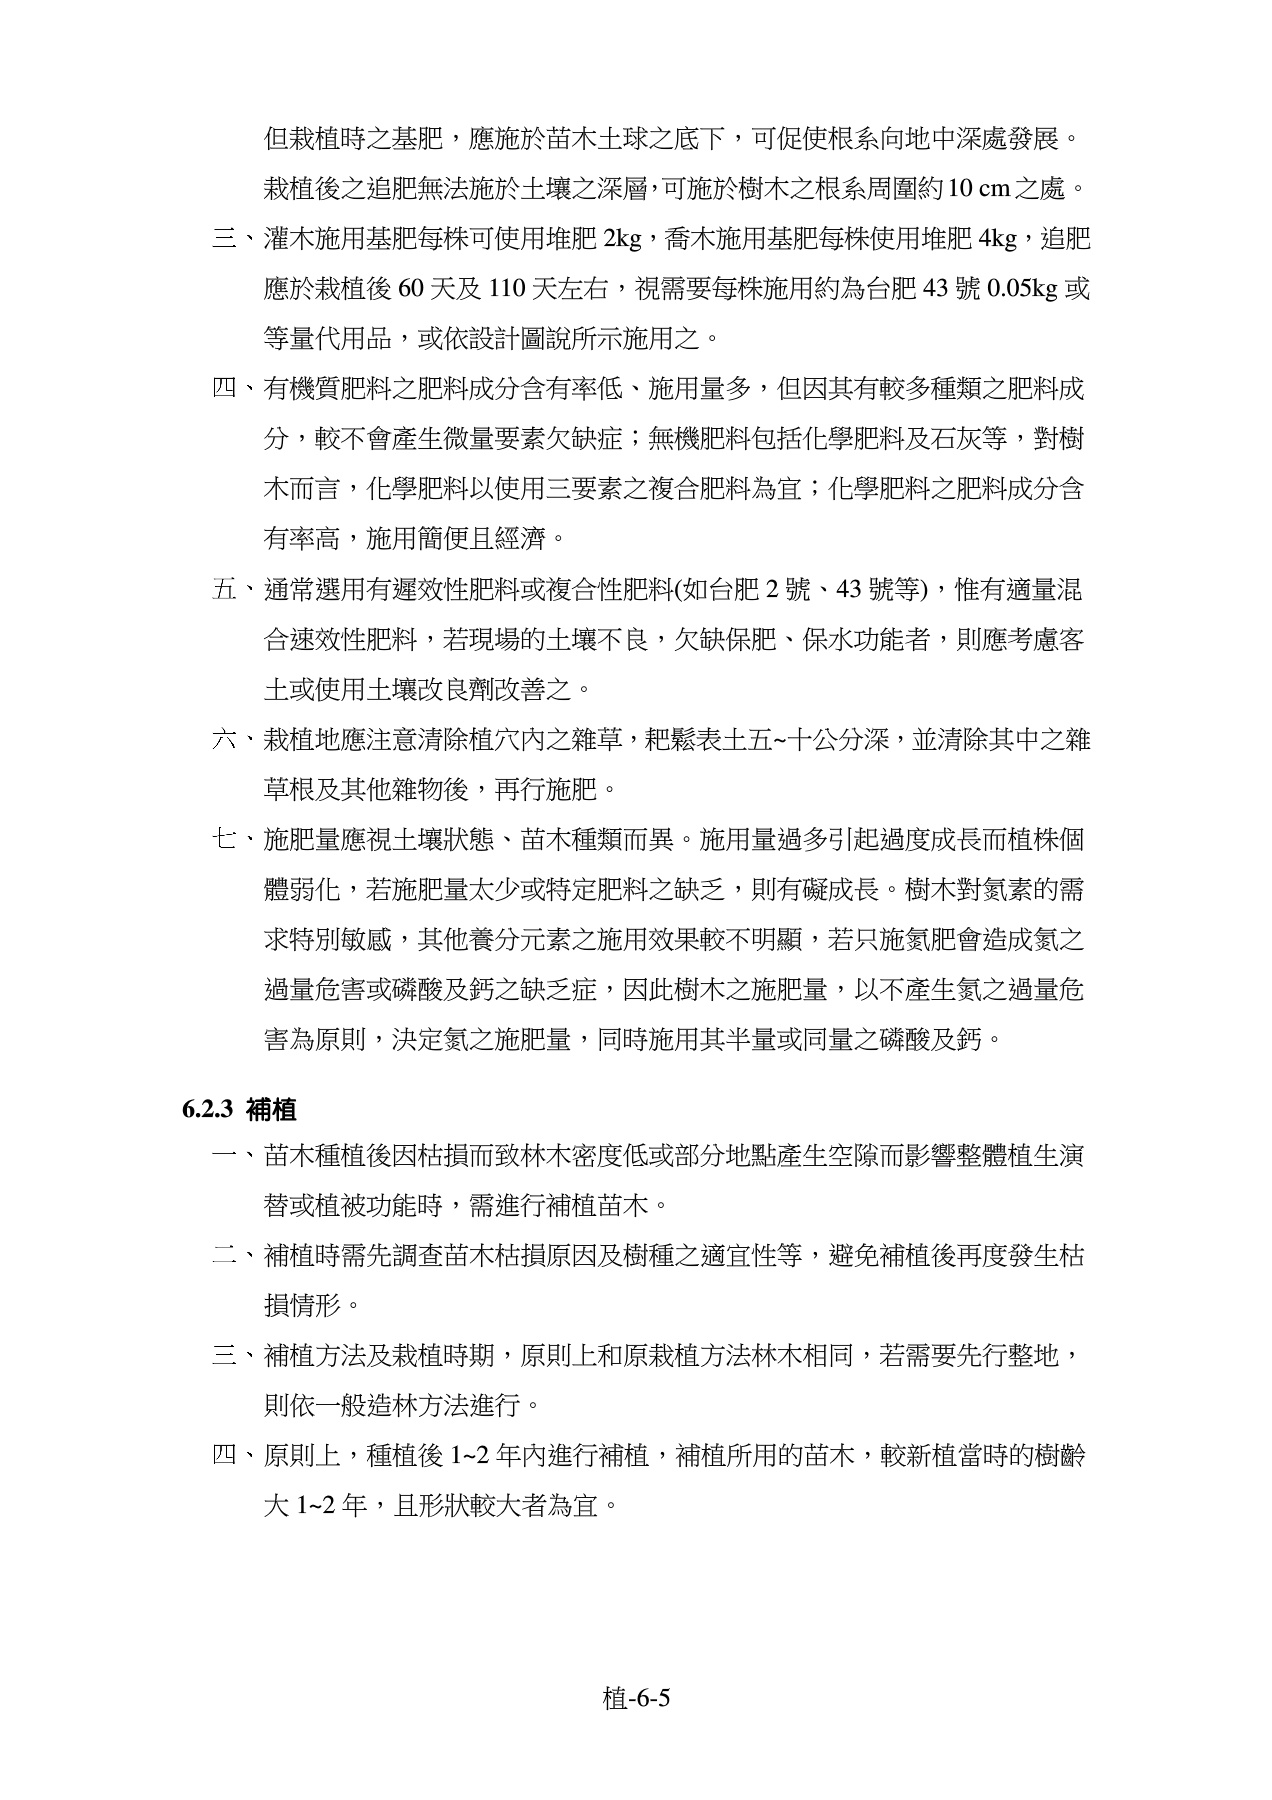 但栽植時之基肥，應施於苗木土球之底下，可促使根系向地中深處發展。
栽植後之追肥無法施於土壤之深層，可施於樹木之根系周圍約 10 cm 之處。
三、灌木施用基肥每株可使用堆肥 2kg，喬木施用基肥每株使用堆肥 4kg，追肥
應於栽植後 60 天及 110 天左右，視需要每株施用約為台肥 43 號 0.05kg 或
等量代用品，或依設計圖說所示施用之。
四、有機質肥料之肥料成分含有率低、施用量多，但因其有較多種類之肥料成
分，較不會產生微量要素欠缺症；無機肥料包括化學肥料及石灰等，對樹
木而言，化學肥料以使用三要素之複合肥料為宜；化學肥料之肥料成分含
有率高，施用簡便且經濟。
五、通常選用有遲效性肥料或複合性肥料(如台肥 2 號、43 號等)，惟有適量混
合速效性肥料，若現場的土壤不良，欠缺保肥、保水功能者，則應考慮客
土或使用土壤改良劑改善之。
六、栽植地應注意清除植穴內之雜草，耙鬆表土五~十公分深，並清除其中之雜
草根及其他雜物後，再行施肥。
七、施肥量應視土壤狀態、苗木種類而異。施用量過多引起過度成長而植株個
體弱化，若施肥量太少或特定肥料之缺乏，則有礙成長。樹木對氮素的需
求特別敏感，其他養分元素之施用效果較不明顯，若只施氮肥會造成氮之
過量危害或磷酸及鈣之缺乏症，因此樹木之施肥量，以不產生氮之過量危
害為原則，決定氮之施肥量，同時施用其半量或同量之磷酸及鈣。
6.2.3 補植
一、苗木種植後因枯損而致林木密度低或部分地點產生空隙而影響整體植生演
替或植被功能時，需進行補植苗木。
二、補植時需先調查苗木枯損原因及樹種之適宜性等，避免補植後再度發生枯
損情形。
三、補植方法及栽植時期，原則上和原栽植方法林木相同，若需要先行整地，
則依一般造林方法進行。
四、原則上，種植後 1~2 年內進行補植，補植所用的苗木，較新植當時的樹齡
大 1~2 年，且形狀較大者為宜。
植-6-5